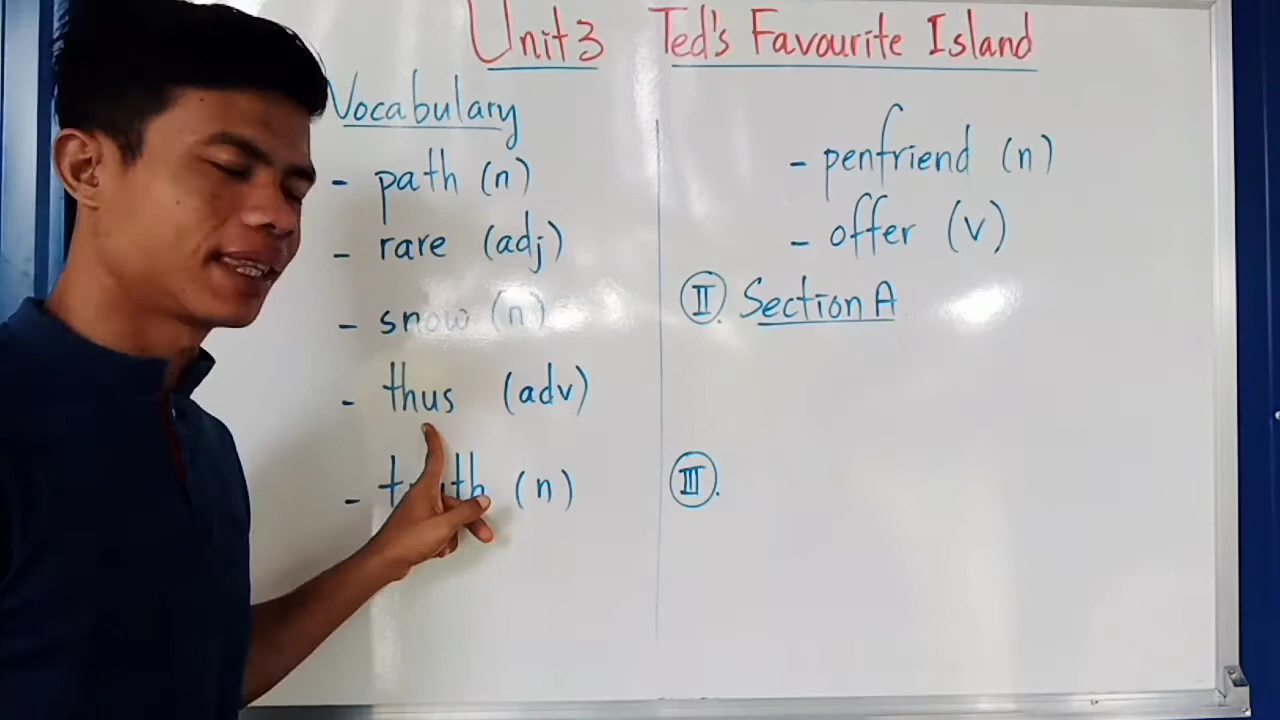 Unit 3 Ted's Favourite Island
Vocabulary
- path (n)
- rare (adj)
- snow (n)
- thus (adv)
- truth (n)
- penfriend (n)
- offer (v)
II. Section A
III.